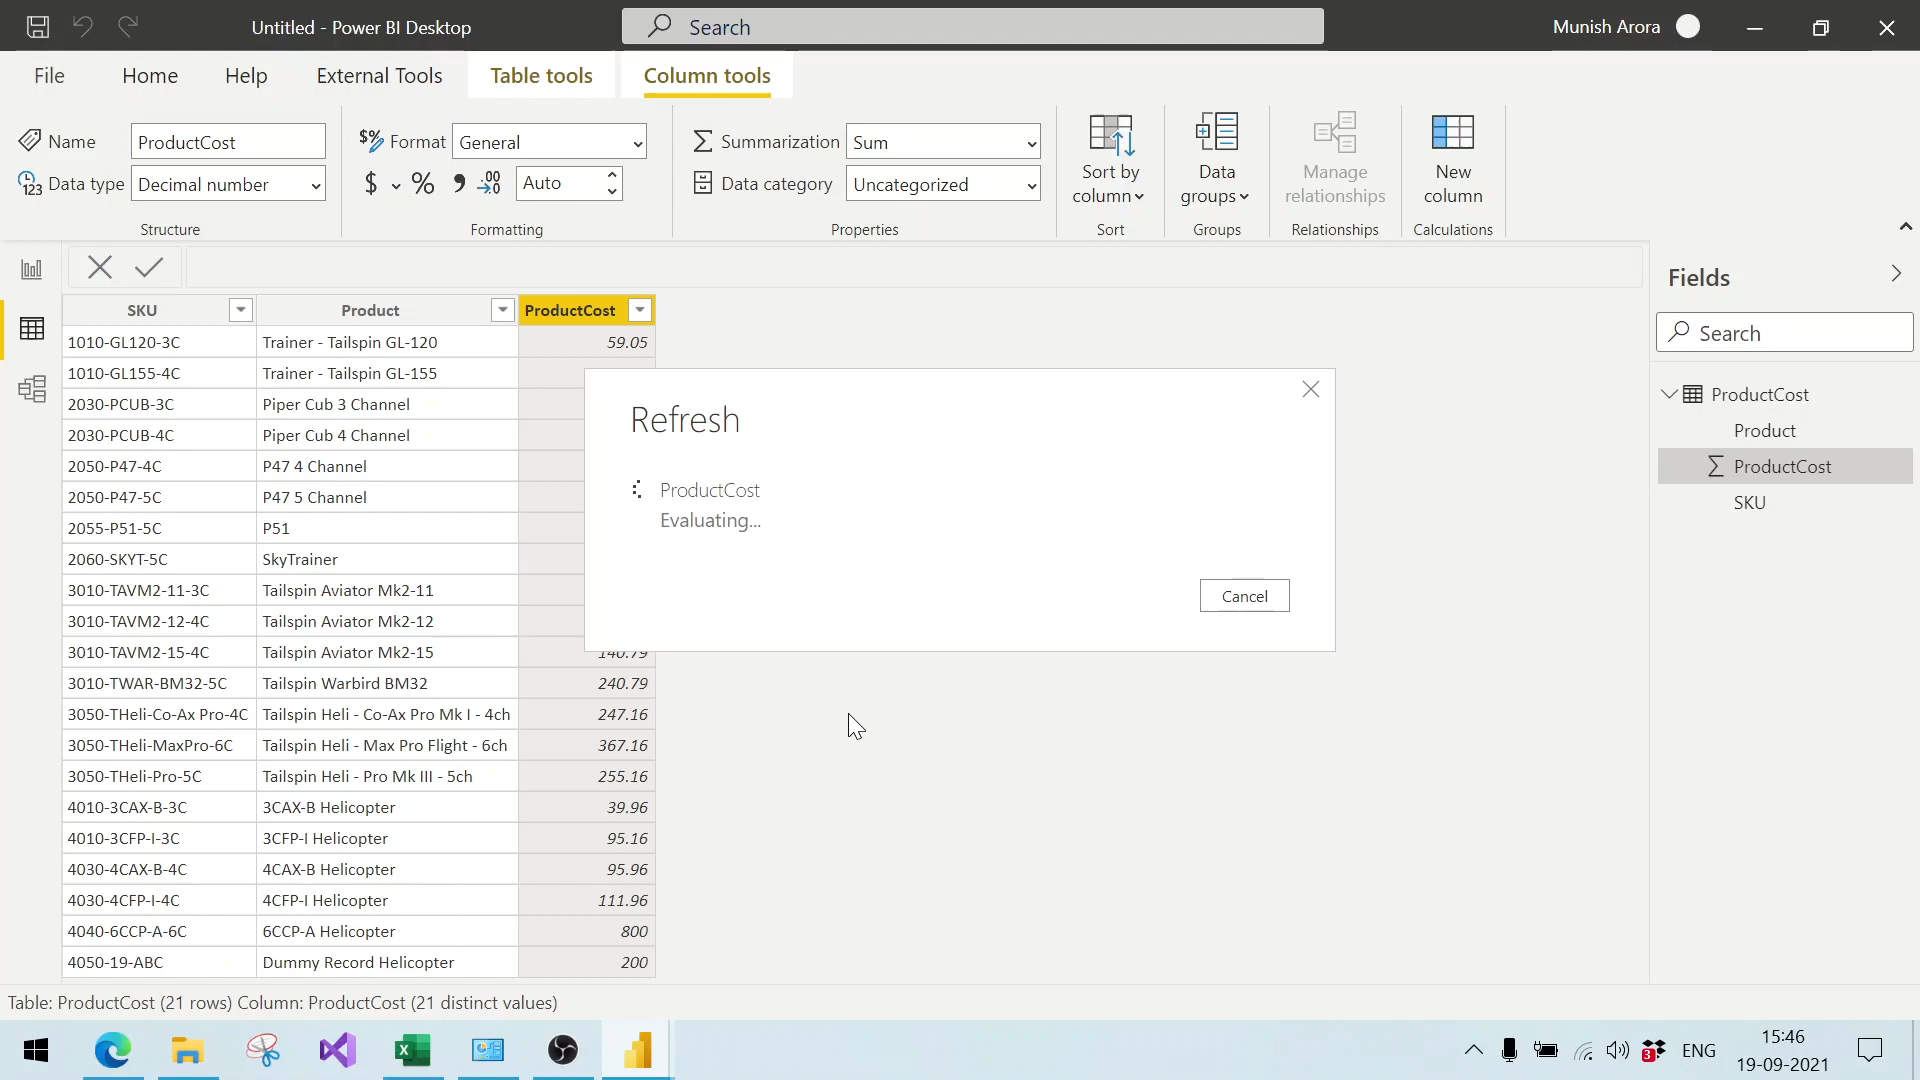 Untitled - Power BI Desktop
Search
Munish Arora
File
Home
Help
External Tools
Table tools
Column tools
Name
ProductCost
Data type
Decimal number
Structure
Format
General
$
%
Auto
Formatting
Summarization
Sum
Data category
Uncategorized
Properties
Sort by
column
Sort
Data
groups
Groups
Manage
relationships
Relationships
New
column
Calculations
SKU Product ProductCost
1010-GL120-3C Trainer - Tailspin GL-120 59.05
1010-GL155-4C Trainer - Tailspin GL-155
2030-PCUB-3C Piper Cub 3 Channel
2030-PCUB-4C Piper Cub 4 Channel
2050-P47-4C P47 4 Channel
2050-P47-5C P47 5 Channel
2055-P51-5C P51
2060-SKYT-5C SkyTrainer
3010-TAVM2-11-3C Tailspin Aviator Mk2-11
3010-TAVM2-12-4C Tailspin Aviator Mk2-12
3010-TAVM2-15-4C Tailspin Aviator Mk2-15 140.79
3010-TWAR-BM32-5C Tailspin Warbird BM32 240.79
3050-THeli-Co-Ax Pro-4C Tailspin Heli - Co-Ax Pro Mk I - 4ch 247.16
3050-THeli-MaxPro-6C Tailspin Heli - Max Pro Flight - 6ch 367.16
3050-THeli-Pro-5C Tailspin Heli - Pro Mk III - 5ch 255.16
4010-3CAX-B-3C 3CAX-B Helicopter 39.96
4010-3CFP-I-3C 3CFP-I Helicopter 95.16
4030-4CAX-B-4C 4CAX-B Helicopter 95.96
4030-4CFP-I-4C 4CFP-I Helicopter 111.96
4040-6CCP-A-6C 6CCP-A Helicopter 800
4050-19-ABC Dummy Record Helicopter 200
Refresh
ProductCost
Evaluating...
Cancel
Fields
Search
ProductCost
Product
ProductCost
SKU
Table: ProductCost (21 rows) Column: ProductCost (21 distinct values)
3
ENG
15:46
19-09-2021